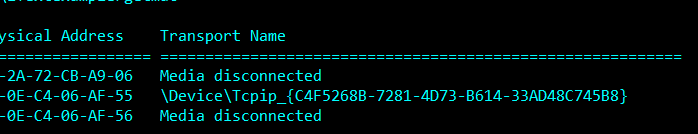 ysical Address Transport Name
================= ==========================================================
-2A-72-CB-A9-06 Media disconnected
-0E-C4-06-AF-55 \Device\Tcpip_{C4F5268B-7281-4D73-B614-33AD48C745B8}
-0E-C4-06-AF-56 Media disconnected